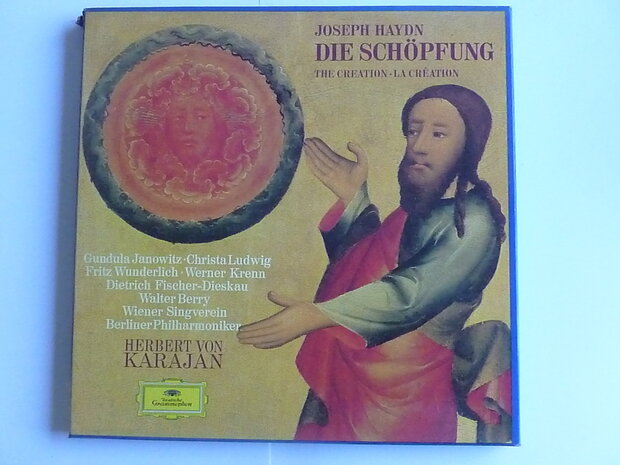 JOSEPH HAYDN
DIE SCHÖPFUNG
THE CREATION · LA CRÉATION
Gundula Janowitz · Christa Ludwig
Fritz Wunderlich · Werner Krenn
Dietrich Fischer-Dieskau
Walter Berry
Wiener Singverein
Berliner Philharmoniker
HERBERT VON
KARAJAN
Deutsche
Grammophon